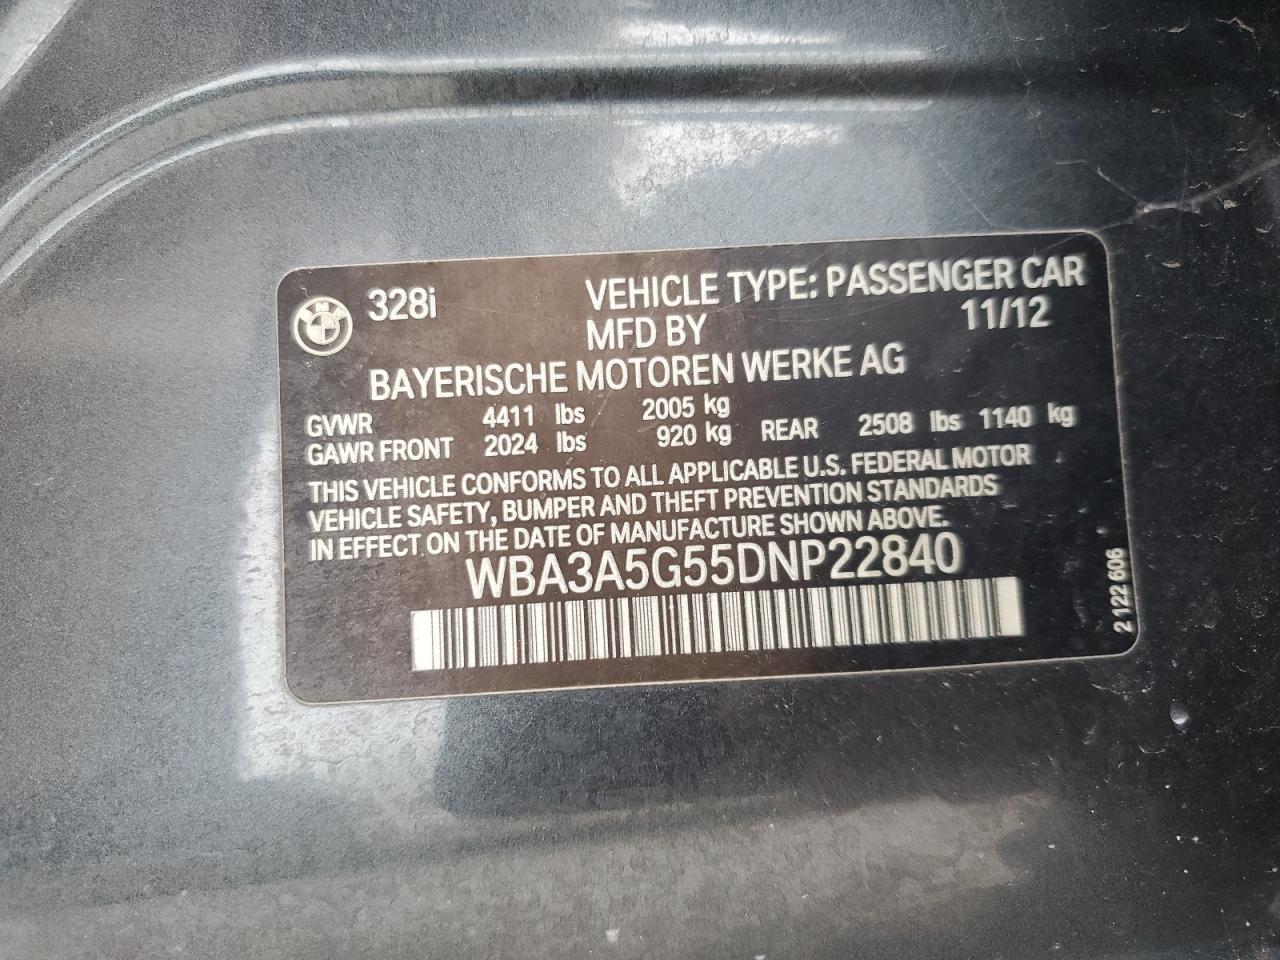 328i VEHICLE TYPE: PASSENGER CAR
MFD BY 11/12
BAYERISCHE MOTOREN WERKE AG
GVWR 4411 lbs 2005 kg
GAWR FRONT 2024 lbs 920 kg REAR 2508 lbs 1140 kg
THIS VEHICLE CONFORMS TO ALL APPLICABLE U.S. FEDERAL MOTOR
VEHICLE SAFETY, BUMPER AND THEFT PREVENTION STANDARDS
IN EFFECT ON THE DATE OF MANUFACTURE SHOWN ABOVE.
WBA3A5G55DNP22840
2 122 606